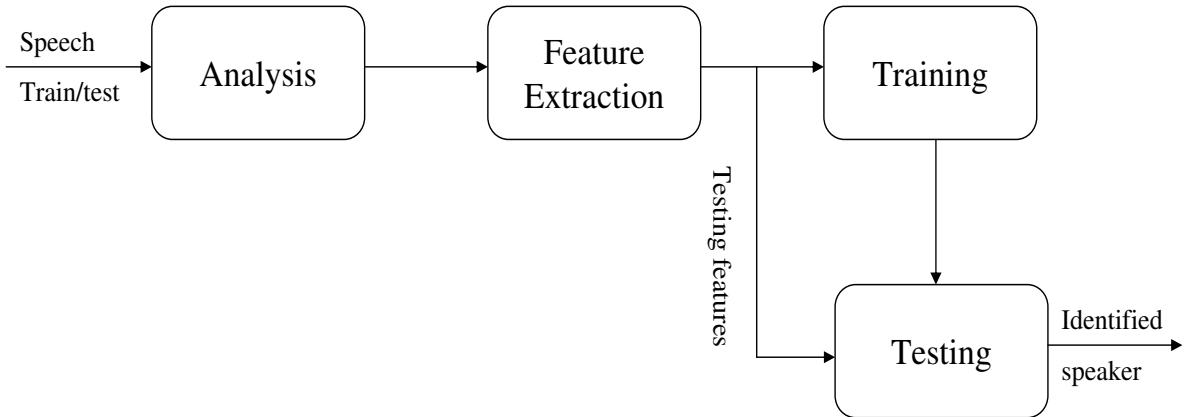 Speech
Train/test
Analysis
Feature
Extraction
Training
Testing features
Testing
Identified
speaker